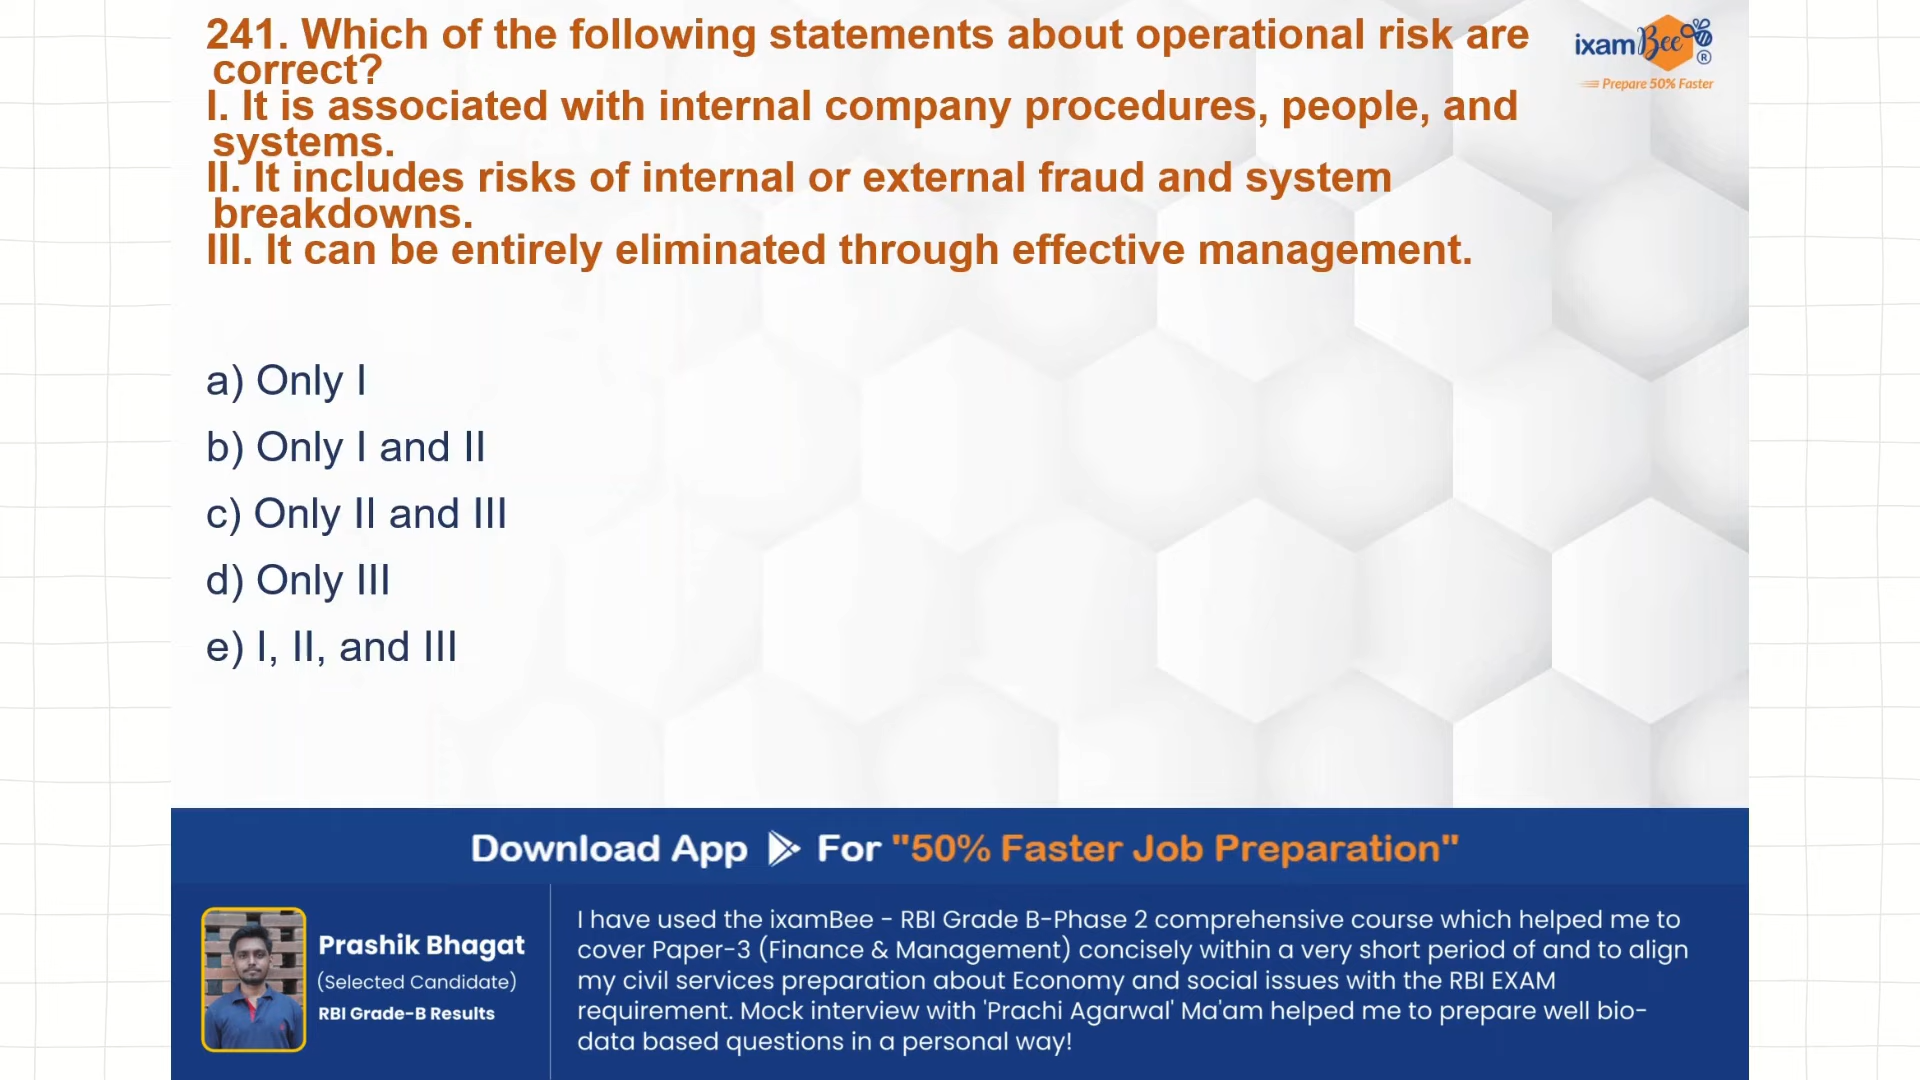 241. Which of the following statements about operational risk are
correct?
I. It is associated with internal company procedures, people, and
systems.
II. It includes risks of internal or external fraud and system
breakdowns.
III. It can be entirely eliminated through effective management.
ixamBee
®
Prepare 50% Faster
a) Only I
b) Only I and II
c) Only II and III
d) Only III
e) I, II, and III
Download App For "50% Faster Job Preparation"
Prashik Bhagat
(Selected Candidate)
RBI Grade-B Results
I have used the ixamBee - RBI Grade B-Phase 2 comprehensive course which helped me to
cover Paper-3 (Finance & Management) concisely within a very short period of and to align
my civil services preparation about Economy and social issues with the RBI EXAM
requirement. Mock interview with 'Prachi Agarwal' Ma'am helped me to prepare well bio-
data based questions in a personal way!